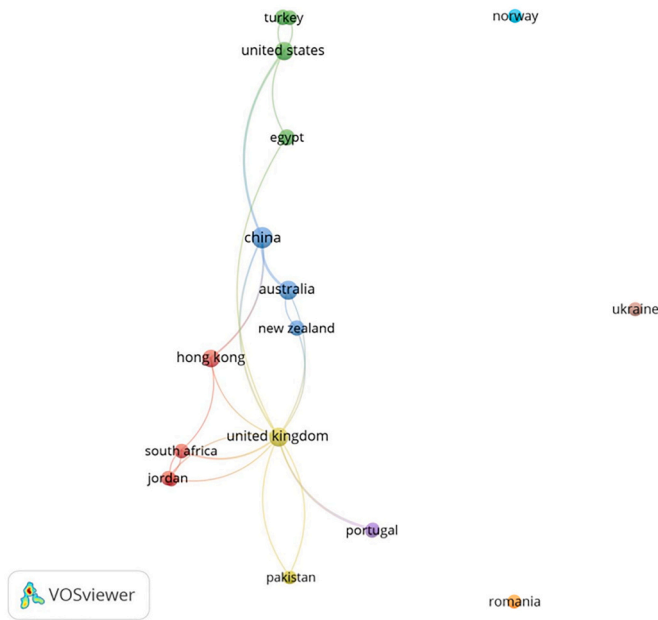 turkey
norway
united states
egypt
china
australia
ukraine
new zealand
hong kong
united kingdom
south africa
jordan
portugal
pakistan
VOSviewer
romania